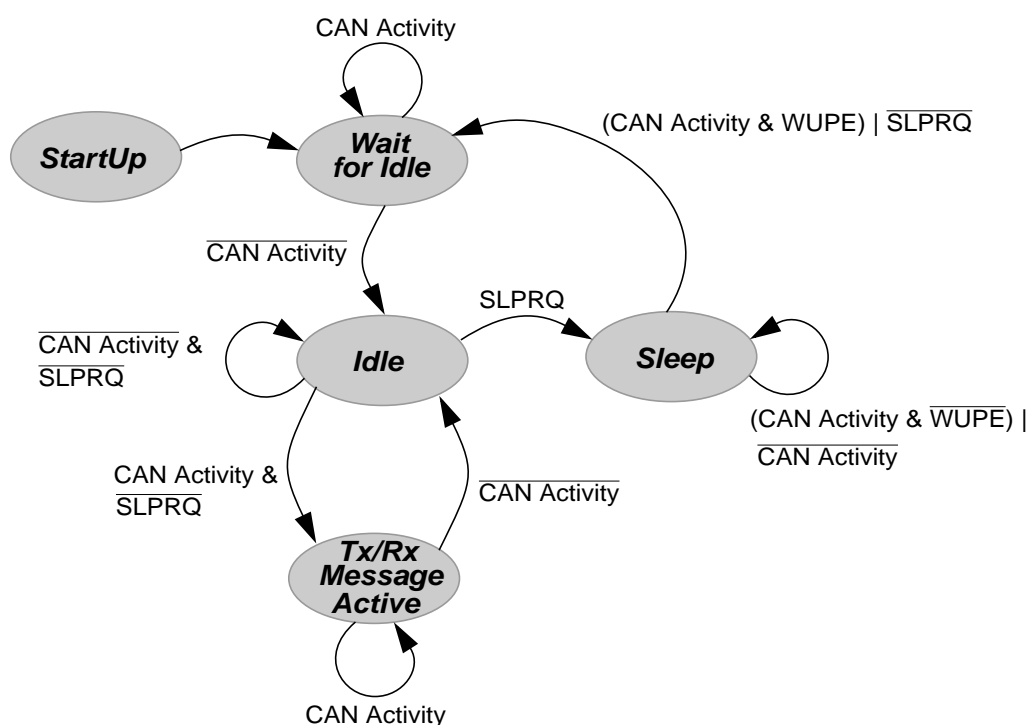 CAN Activity
(CAN Activity & WUPE) | SLPRQ
StartUp
Wait
for Idle
CAN Activity
SLPRQ
CAN Activity &
SLPRQ
Idle
Sleep
(CAN Activity & WUPE) |
CAN Activity
CAN Activity &
SLPRQ
CAN Activity
Tx/Rx
Message
Active
CAN Activity